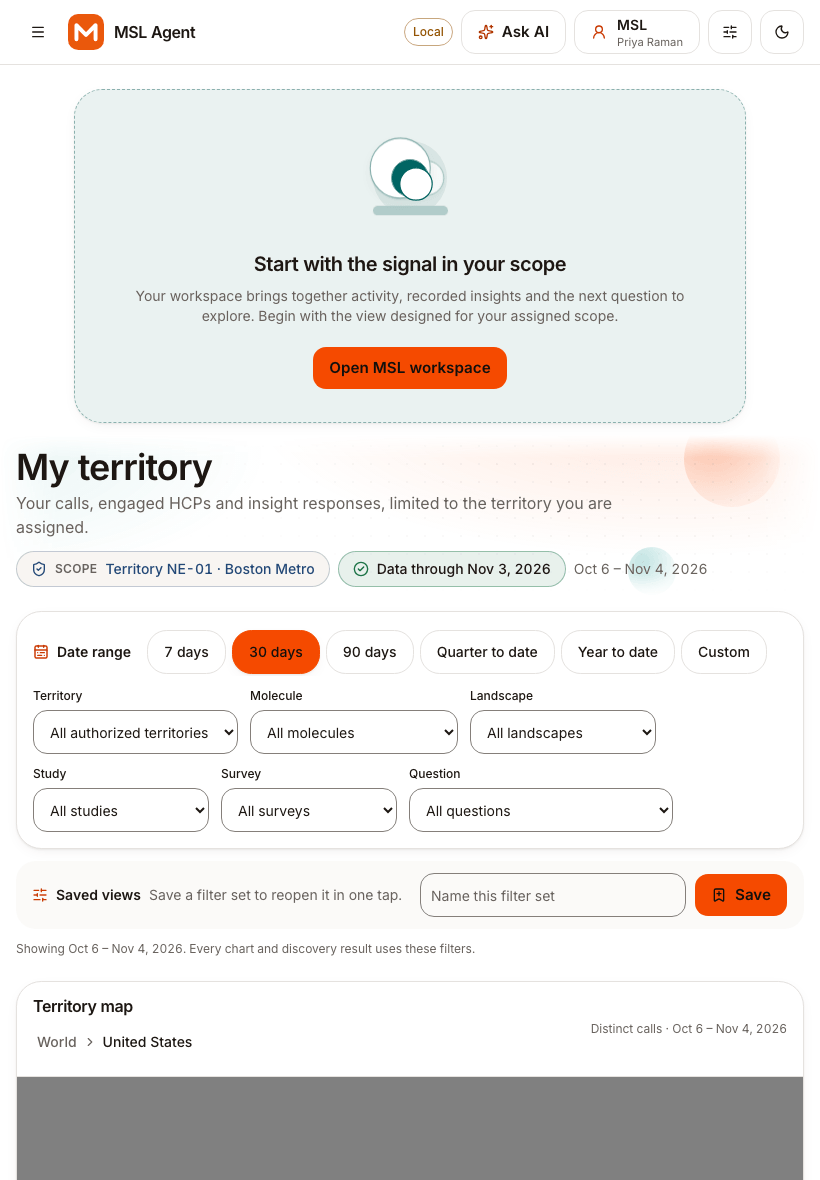 MSL Agent
Local
Ask AI
MSL
Priya Raman
Start with the signal in your scope
Your workspace brings together activity, recorded insights and the next question to
explore. Begin with the view designed for your assigned scope.
Open MSL workspace
My territory
Your calls, engaged HCPs and insight responses, limited to the territory you are
assigned.
SCOPE Territory NE-01 · Boston Metro
Data through Nov 3, 2026
Oct 6 – Nov 4, 2026
Date range
7 days
30 days
90 days
Quarter to date
Year to date
Custom
Territory
Molecule
Landscape
All authorized territories
All molecules
All landscapes
Study
Survey
Question
All studies
All surveys
All questions
Saved views Save a filter set to reopen it in one tap.
Name this filter set
Save
Showing Oct 6 – Nov 4, 2026. Every chart and discovery result uses these filters.
Territory map
Distinct calls · Oct 6 – Nov 4, 2026
World > United States